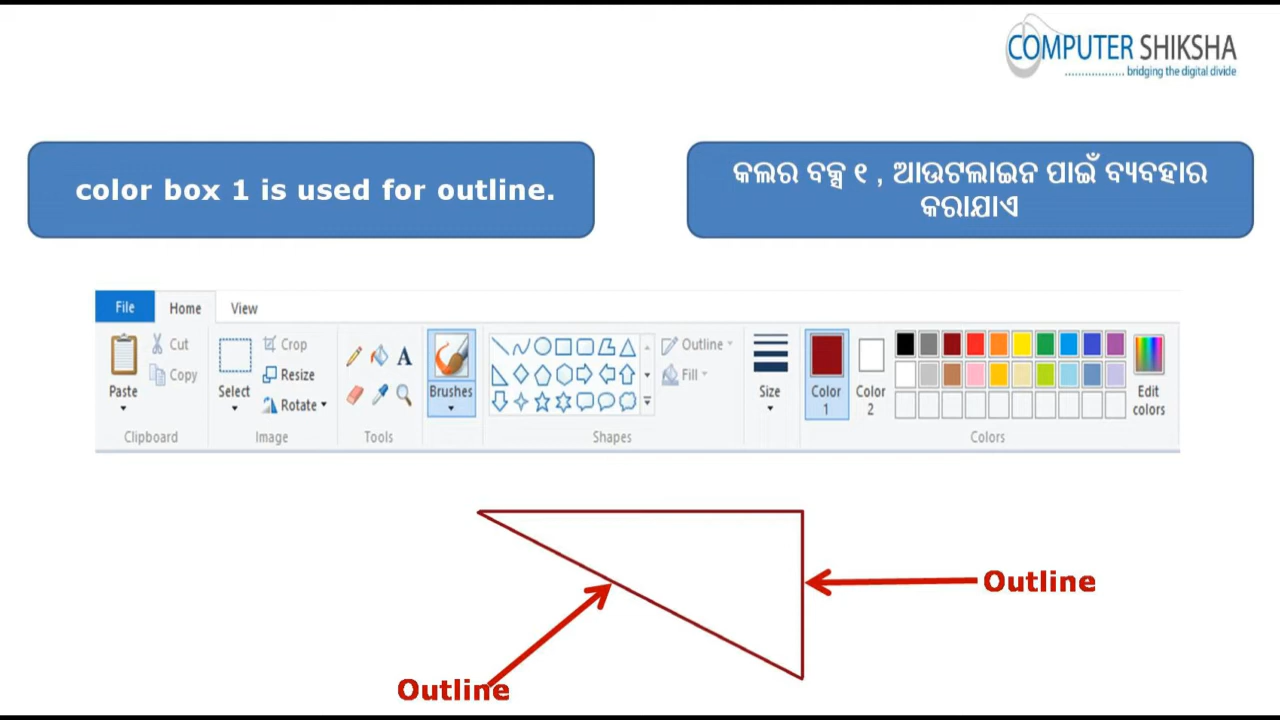 COMPUTER SHIKSHA
bridging the digital divide
color box 1 is used for outline.
କଲର ବକ୍ସ ୧ , ଆଉଟଲାଇନ ପାଇଁ ବ୍ୟବହାର
କରାଯାଏ
File Home View
Cut Crop Outline
Copy Resize Fill
Paste Select Rotate Brushes Size Color 1 Color 2 Edit colors
Clipboard Image Tools Shapes Colors
Outline
Outline